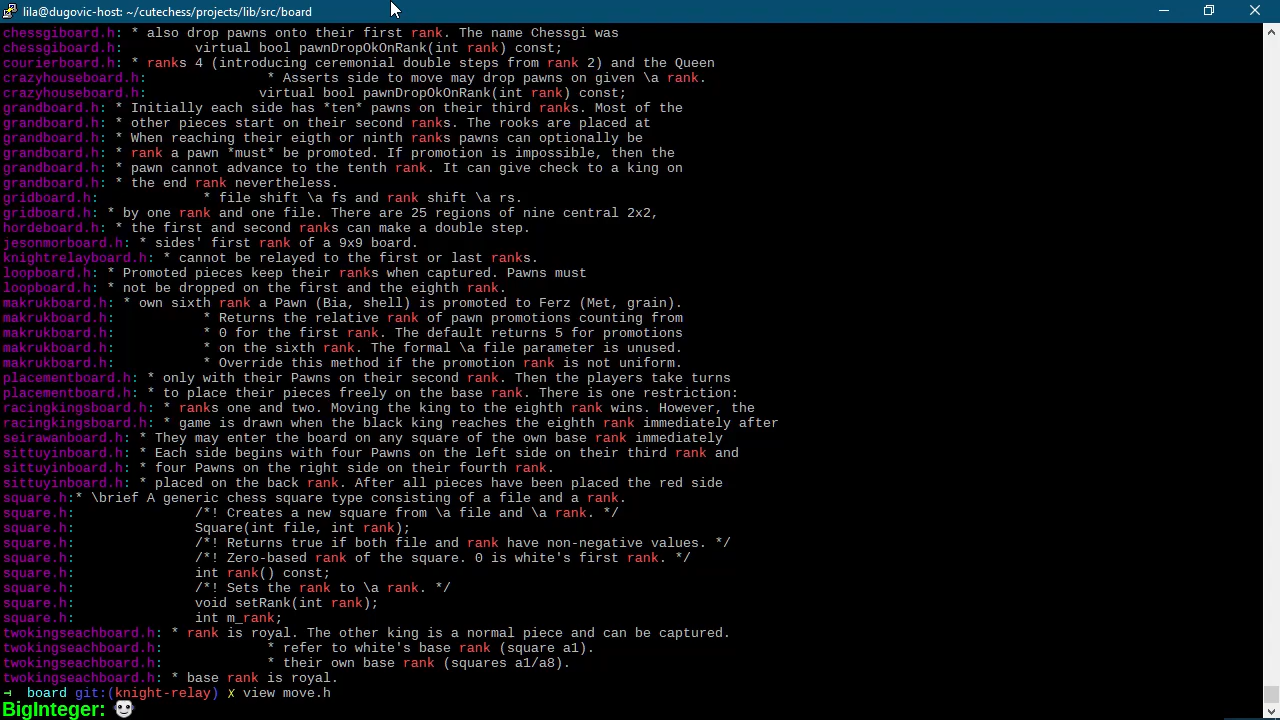 lila@dugovic-host: ~/cutechess/projects/lib/src/board
chessgiboard.h: * also drop pawns onto their first rank. The name Chessgi was
chessgiboard.h: virtual bool pawnDropOkOnRank(int rank) const;
courierboard.h: * ranks 4 (introducing ceremonial double steps from rank 2) and the Queen
crazyhouseboard.h: * Asserts side to move may drop pawns on given \a rank.
crazyhouseboard.h: virtual bool pawnDropOkOnRank(int rank) const;
grandboard.h: * Initially each side has *ten* pawns on their third ranks. Most of the
grandboard.h: * other pieces start on their second ranks. The rooks are placed at
grandboard.h: * When reaching their eigth or ninth ranks pawns can optionally be
grandboard.h: * rank a pawn *must* be promoted. If promotion is impossible, then the
grandboard.h: * pawn cannot advance to the tenth rank. It can give check to a king on
grandboard.h: * the end rank nevertheless.
gridboard.h: * file shift \a fs and rank shift \a rs.
gridboard.h: * by one rank and one file. There are 25 regions of nine central 2x2,
hordeboard.h: * the first and second ranks can make a double step.
jesonmorboard.h: * sides' first rank of a 9x9 board.
knightrelayboard.h: * cannot be relayed to the first or last ranks.
loopboard.h: * Promoted pieces keep their ranks when captured. Pawns must
loopboard.h: * not be dropped on the first and the eighth rank.
makrukboard.h: * own sixth rank a Pawn (Bia, shell) is promoted to Ferz (Met, grain).
makrukboard.h: * Returns the relative rank of pawn promotions counting from
makrukboard.h: * 0 for the first rank. The default returns 5 for promotions
makrukboard.h: * on the sixth rank. The formal \a file parameter is unused.
makrukboard.h: * Override this method if the promotion rank is not uniform.
placementboard.h: * only with their Pawns on their second rank. Then the players take turns
placementboard.h: * to place their pieces freely on the base rank. There is one restriction:
racingkingsboard.h: * ranks one and two. Moving the king to the eighth rank wins. However, the
racingkingsboard.h: * game is drawn when the black king reaches the eighth rank immediately after
seirawanboard.h: * They may enter the board on any square of the own base rank immediately
sittuyinboard.h: * Each side begins with four Pawns on the left side on their third rank and
sittuyinboard.h: * four Pawns on the right side on their fourth rank.
sittuyinboard.h: * placed on the back rank. After all pieces have been placed the red side
square.h:* \brief A generic chess square type consisting of a file and a rank.
square.h: /*! Creates a new square from \a file and \a rank. */
square.h: Square(int file, int rank);
square.h: /*! Returns true if both file and rank have non-negative values. */
square.h: /*! Zero-based rank of the square. 0 is white's first rank. */
square.h: int rank() const;
square.h: /*! Sets the rank to \a rank. */
square.h: void setRank(int rank);
square.h: int m_rank;
twokingseachboard.h: * rank is royal. The other king is a normal piece and can be captured.
twokingseachboard.h: * refer to white's base rank (square a1).
twokingseachboard.h: * their own base rank (squares a1/a8).
twokingseachboard.h: * base rank is royal.
board git:(knight-relay) ✗ view move.h
BigInteger: